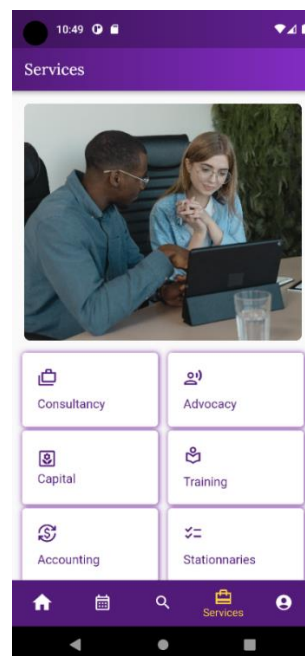 10:49
Services
Consultancy
Advocacy
Capital
Training
Accounting
Stationnaries
Services